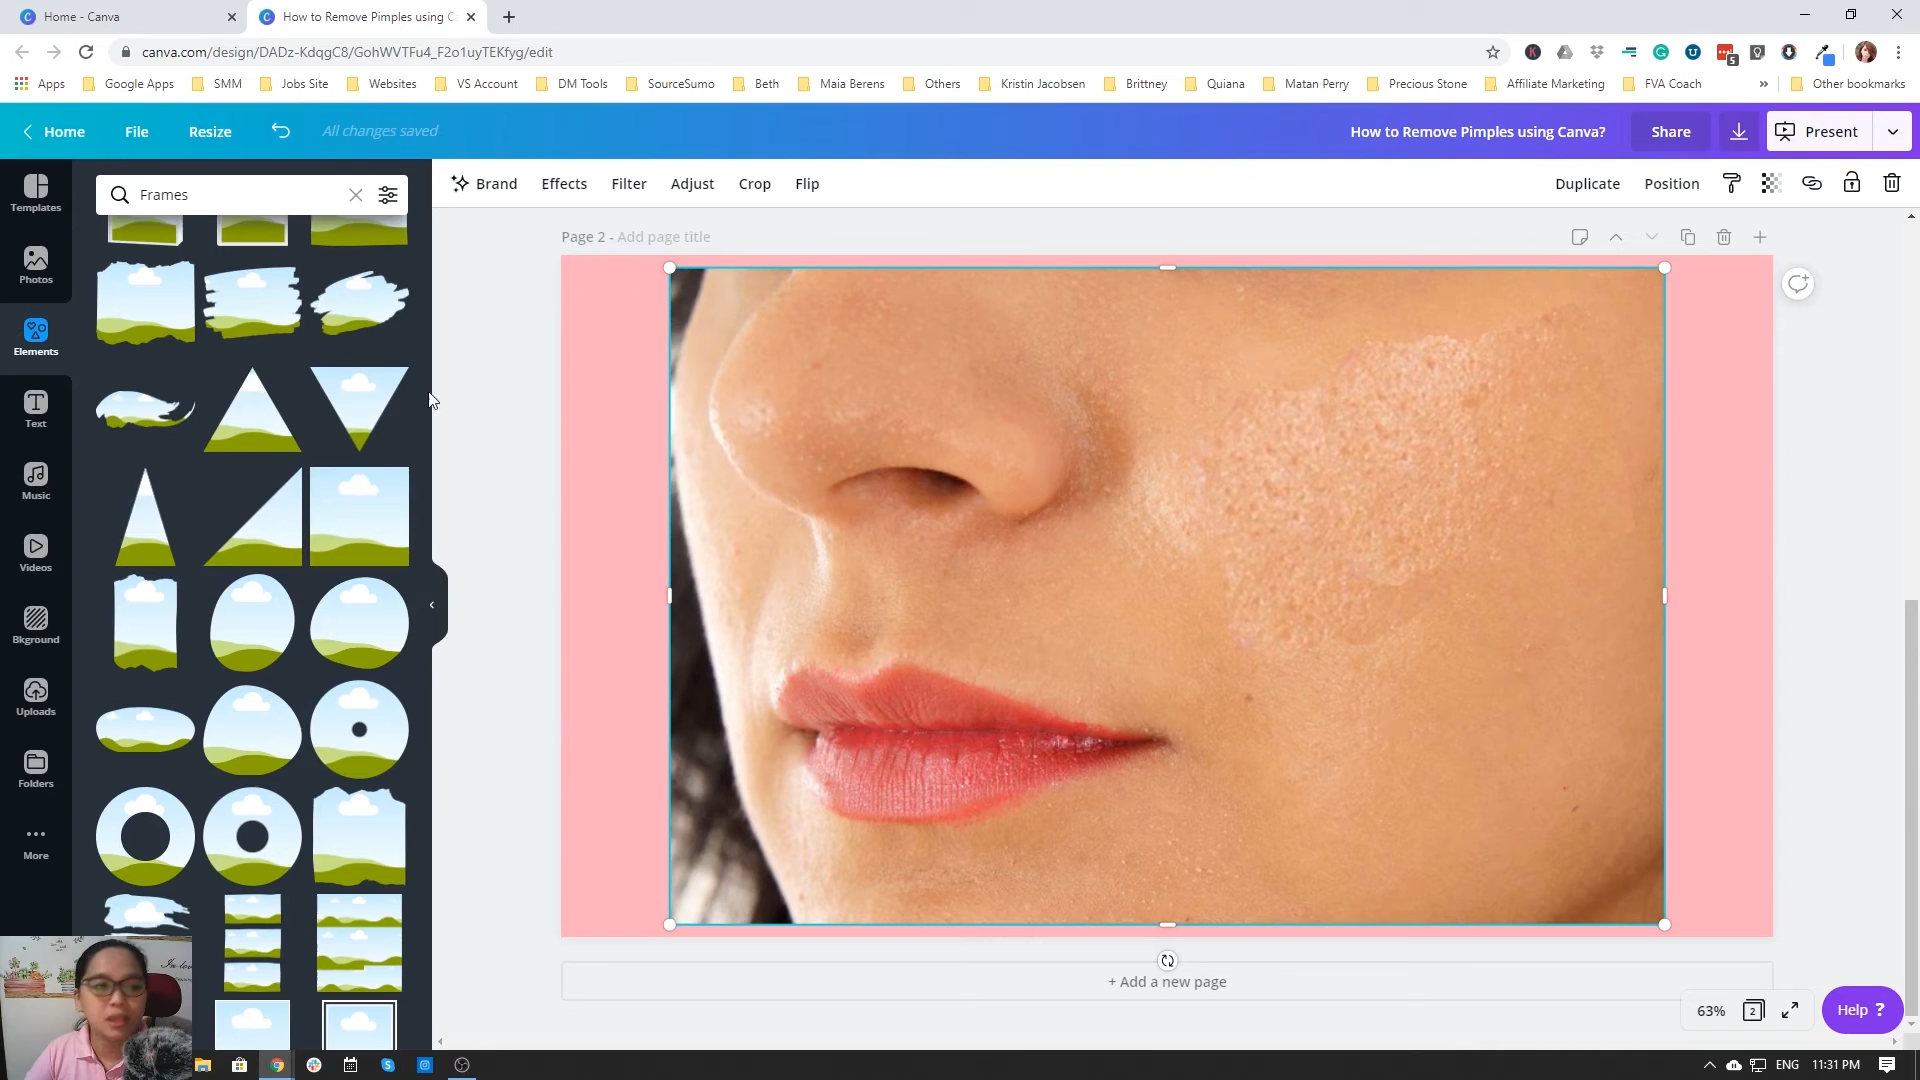 Home - Canva
How to Remove Pimples using C
canva.com/design/DADz-KdqgC8/GohWVTFu4_F2o1uyTEKfyg/edit
5
Apps
Google Apps
SMM
Jobs Site
Websites
VS Account
DM Tools
SourceSumo
Beth
Maia Berens
Others
Kristin Jacobsen
Brittney
Quiana
Matan Perry
Precious Stone
Affiliate Marketing
FVA Coach
Other bookmarks
Home
File
Resize
All changes saved
How to Remove Pimples using Canva?
Share
Present
Templates
Photos
Elements
Text
Music
Videos
Bkground
Uploads
Folders
More
Frames
Brand
Effects
Filter
Adjust
Crop
Flip
Duplicate
Position
Page 2 - Add page title
+ Add a new page
63%
2
Help ?
ENG
11:31 PM